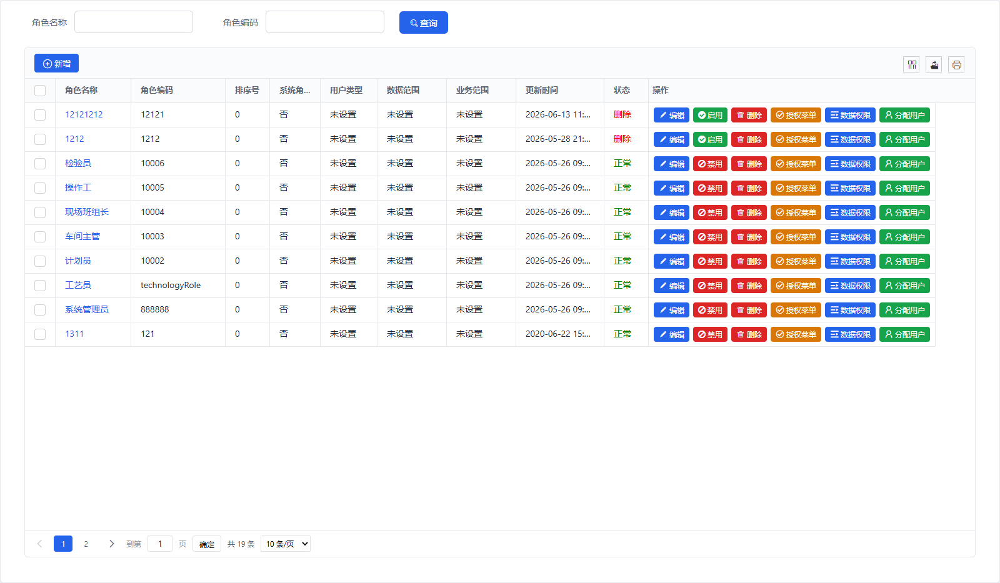 角色名称 角色编码 查询
新增
角色名称 角色编码 排序号 系统角... 用户类型 数据范围 业务范围 更新时间 状态 操作
12121212 12121 0 否 未设置 未设置 未设置 2026-06-13 11:... 删除 编辑 启用 删除 授权菜单 数据权限 分配用户
1212 1212 0 否 未设置 未设置 未设置 2026-05-28 21:... 删除 编辑 启用 删除 授权菜单 数据权限 分配用户
检验员 10006 0 否 未设置 未设置 未设置 2026-05-26 09:... 正常 编辑 禁用 删除 授权菜单 数据权限 分配用户
操作工 10005 0 否 未设置 未设置 未设置 2026-05-26 09:... 正常 编辑 禁用 删除 授权菜单 数据权限 分配用户
现场班组长 10004 0 否 未设置 未设置 未设置 2026-05-26 09:... 正常 编辑 禁用 删除 授权菜单 数据权限 分配用户
车间主管 10003 0 否 未设置 未设置 未设置 2026-05-26 09:... 正常 编辑 禁用 删除 授权菜单 数据权限 分配用户
计划员 10002 0 否 未设置 未设置 未设置 2026-05-26 09:... 正常 编辑 禁用 删除 授权菜单 数据权限 分配用户
工艺员 technologyRole 0 否 未设置 未设置 未设置 2026-05-26 09:... 正常 编辑 禁用 删除 授权菜单 数据权限 分配用户
系统管理员 888888 0 否 未设置 未设置 未设置 2026-05-26 09:... 正常 编辑 禁用 删除 授权菜单 数据权限 分配用户
1311 121 0 否 未设置 未设置 未设置 2020-06-22 15:... 正常 编辑 禁用 删除 授权菜单 数据权限 分配用户
1 2 到第 1 页 确定 共 19 条 10 条/页